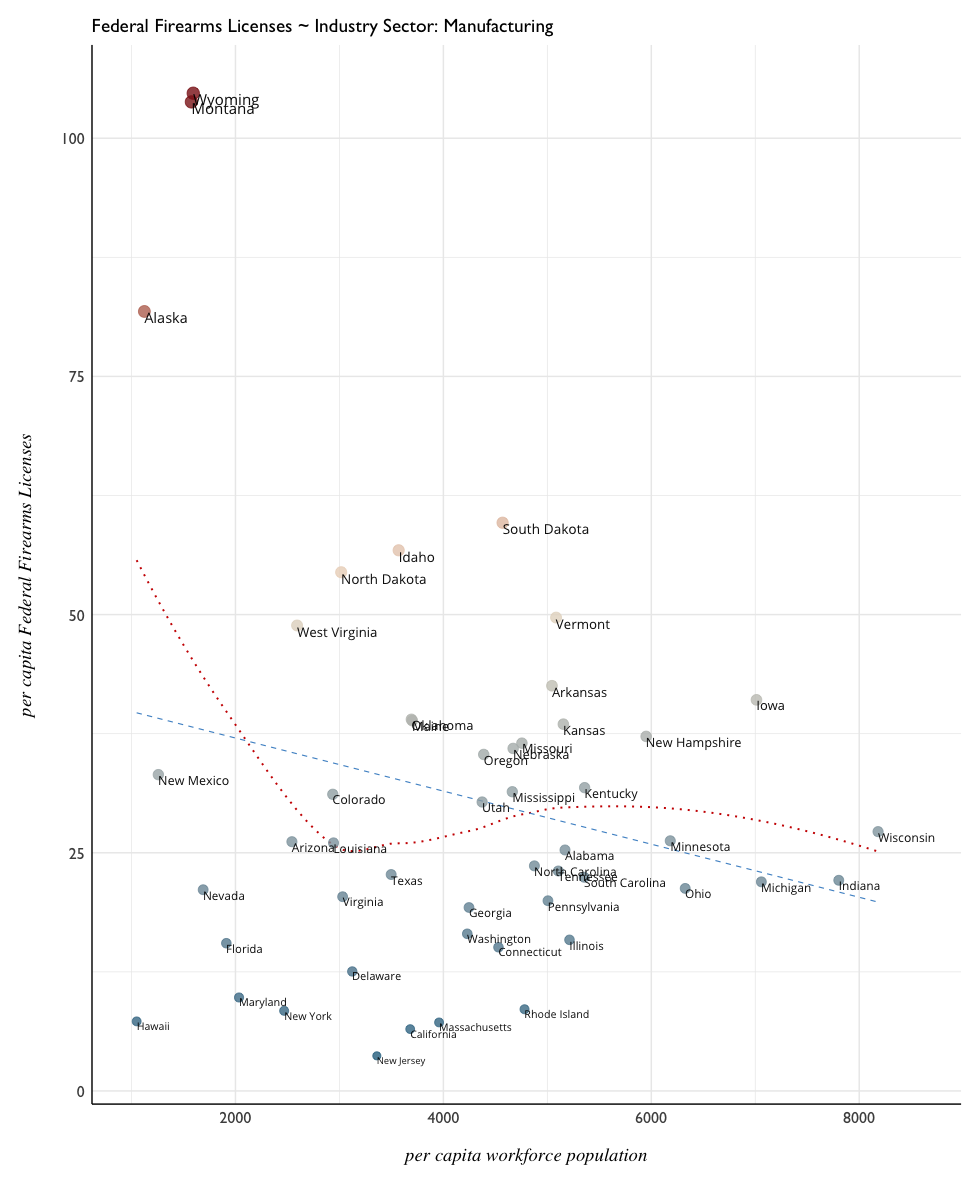 Federal Firearms Licenses ~ Industry Sector: Manufacturing
Wyoming
Montana
100
Alaska
75
South Dakota
Idaho
North Dakota
50
Vermont
West Virginia
Arkansas
Iowa
Oklahoma
Maine
Kansas
New Hampshire
Missouri
Nebraska
Oregon
New Mexico
Kentucky
Colorado
Mississippi
Utah
Wisconsin
Arizona
Louisiana
Minnesota
25
Alabama
North Carolina
Tennessee
South Carolina
Texas
Indiana
Michigan
Ohio
Nevada
Virginia
Pennsylvania
Georgia
Washington
Florida
Illinois
Connecticut
Delaware
Maryland
New York
Rhode Island
Hawaii
Massachusetts
California
New Jersey
0
2000
4000
6000
8000
per capita workforce population
per capita Federal Firearms Licenses